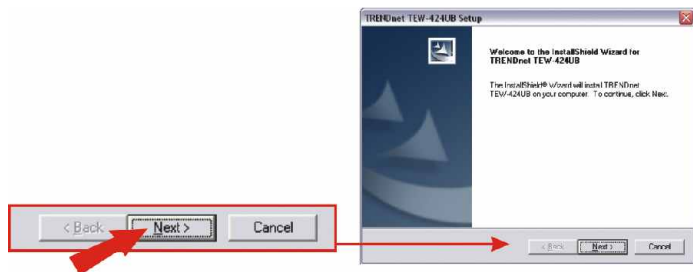 TRENDnet TEW-424UB Setup
Welcome to the InstallShield Wizard for
TRENDnet TEW-424UB
The InstallShield® Wizard will install TRENDnet
TEW-424UB on your computer. To continue, click Next.
< Back
Next >
Cancel
< Back
Next >
Cancel